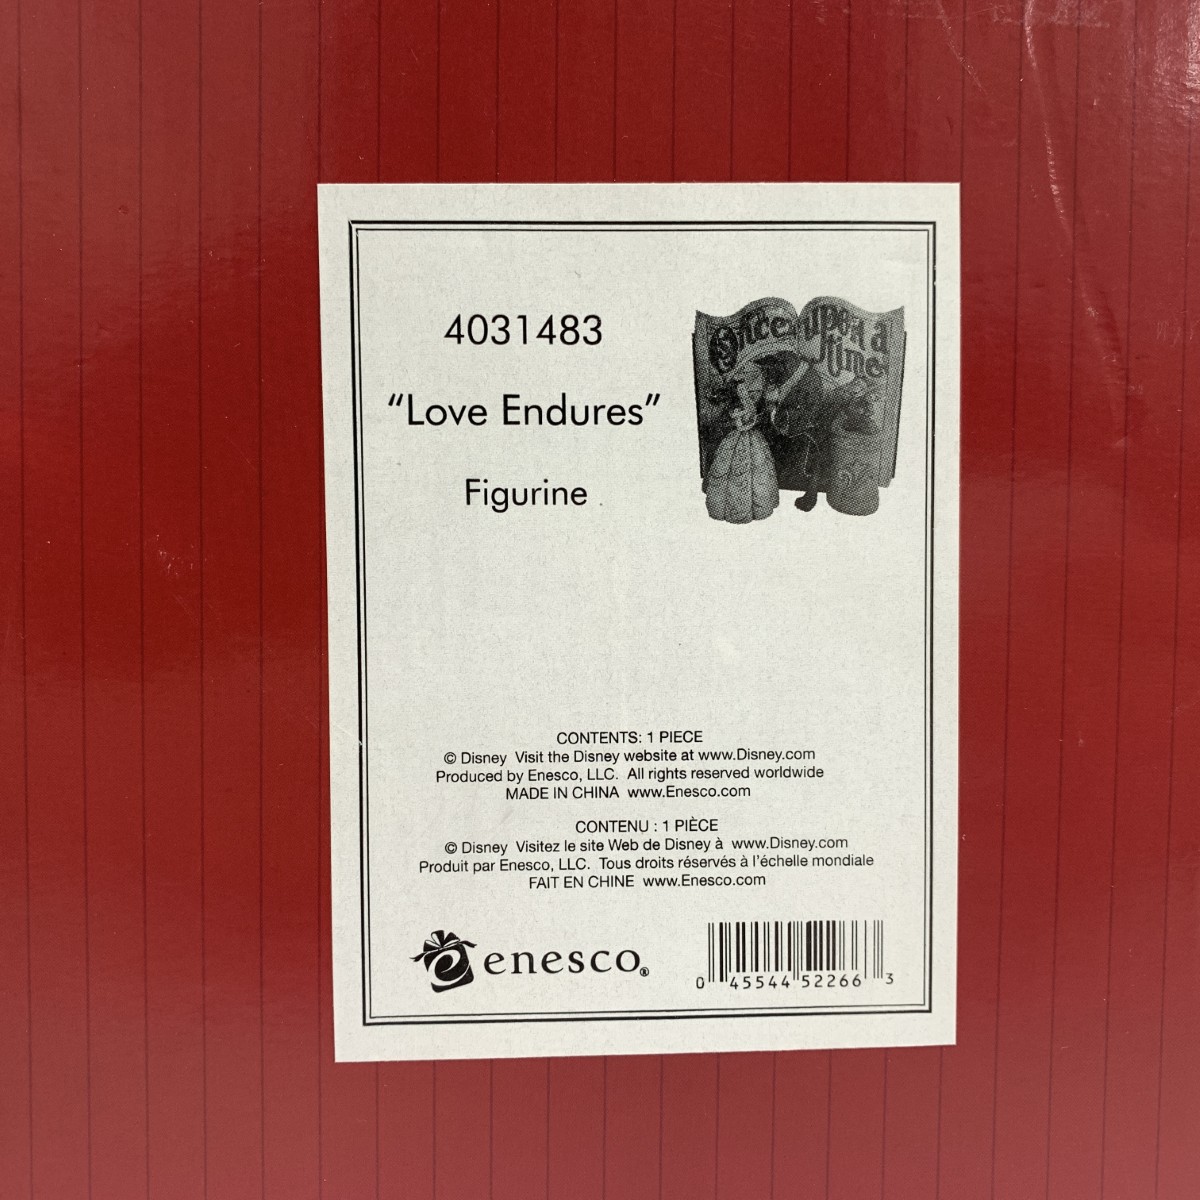 4031483
“Love Endures”
Figurine
Once upon a
time
CONTENTS: 1 PIECE
© Disney Visit the Disney website at www.Disney.com
Produced by Enesco, LLC. All rights reserved worldwide
MADE IN CHINA www.Enesco.com
CONTENU : 1 PIÈCE
© Disney Visitez le site Web de Disney à www.Disney.com
Produit par Enesco, LLC. Tous droits réservés à l'échelle mondiale
FAIT EN CHINE www.Enesco.com
enesco®
0 45544 52266 3